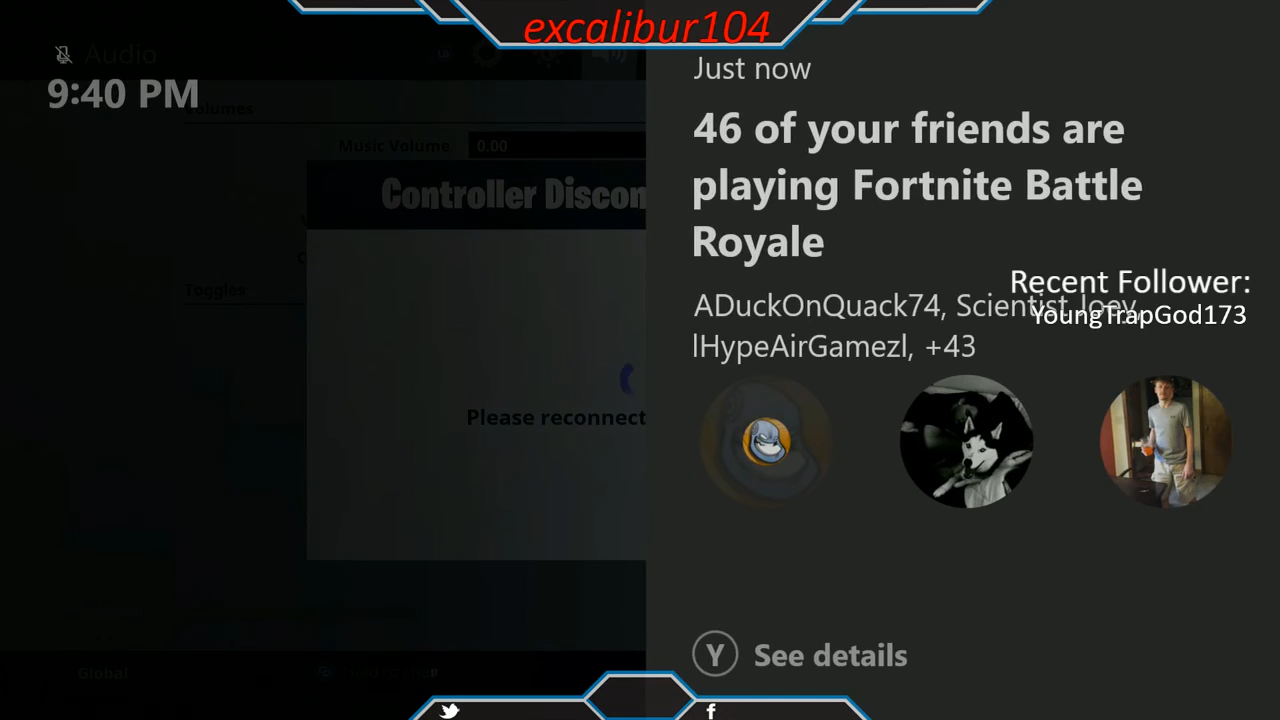 excalibur104
Audio
9:40 PM
Volumes
Music Volume 0.00
Controller Discon
Toggles
Please reconnect
Just now
46 of your friends are
playing Fortnite Battle
Royale
Recent Follower:
ADuckOnQuack74, Scientist Joey,
YoungTrapGod173
lHypeAirGamezl, +43
Y See details
Global
f